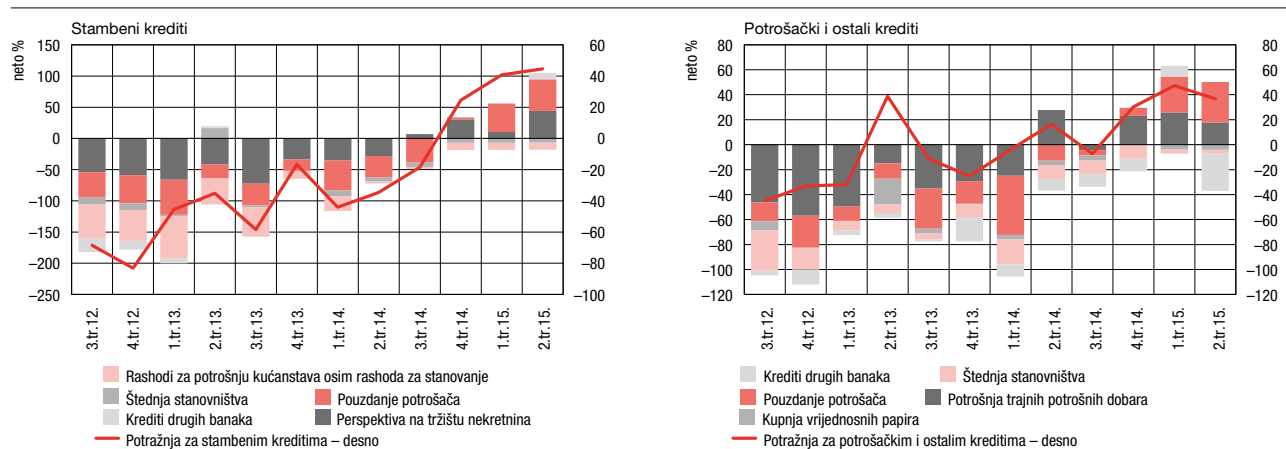 Stambeni krediti
neto %
150
100
50
0
–50
–100
–150
–200
–250
60
40
20
0
–20
–40
–60
–80
–100
3.tr.12.
4.tr.12.
1.tr.13.
2.tr.13.
3.tr.13.
4.tr.13.
1.tr.14.
2.tr.14.
3.tr.14.
4.tr.14.
1.tr.15.
2.tr.15.
Rashodi za potrošnju kućanstava osim rashoda za stanovanje
Štednja stanovništva
Pouzdanje potrošača
Krediti drugih banaka
Perspektiva na tržištu nekretnina
Potražnja za stambenim kreditima – desno
Potrošački i ostali krediti
neto %
80
60
40
20
0
–20
–40
–60
–80
–100
–120
80
60
40
20
0
–20
–40
–60
–80
–100
–120
3.tr.12.
4.tr.12.
1.tr.13.
2.tr.13.
3.tr.13.
4.tr.13.
1.tr.14.
2.tr.14.
3.tr.14.
4.tr.14.
1.tr.15.
2.tr.15.
Krediti drugih banaka
Štednja stanovništva
Pouzdanje potrošača
Potrošnja trajnih potrošnih dobara
Kupnja vrijednosnih papira
Potražnja za potrošačkim i ostalim kreditima – desno